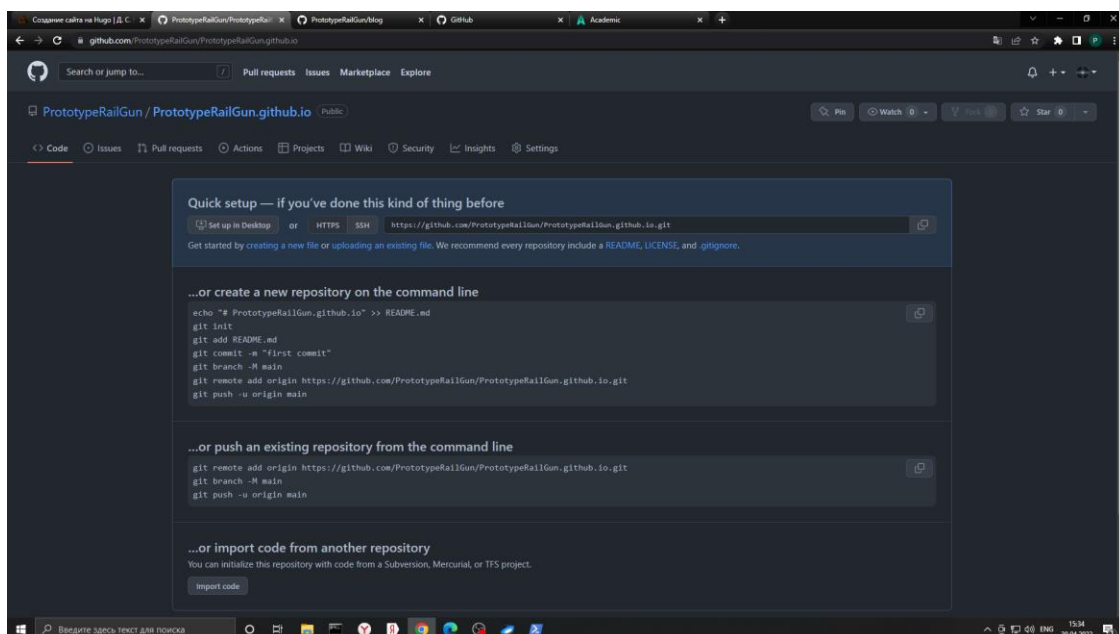 Создание сайта на Hugo | Д. С.
PrototypeRailGun/PrototypeRail
PrototypeRailGun/blog
GitHub
Academic
github.com/PrototypeRailGun/PrototypeRailGun.github.io
Search or jump to... / Pull requests Issues Marketplace Explore
PrototypeRailGun / PrototypeRailGun.github.io Public
Pin Watch 0 Fork 0 Star 0
Code Issues Pull requests Actions Projects Wiki Security Insights Settings
Quick setup — if you've done this kind of thing before
Set up in Desktop or HTTPS SSH https://github.com/PrototypeRailGun/PrototypeRailGun.github.io.git
Get started by creating a new file or uploading an existing file. We recommend every repository include a README, LICENSE, and .gitignore.
...or create a new repository on the command line
echo "# PrototypeRailGun.github.io" >> README.md
git init
git add README.md
git commit -m "first commit"
git branch -M main
git remote add origin https://github.com/PrototypeRailGun/PrototypeRailGun.github.io.git
git push -u origin main
...or push an existing repository from the command line
git remote add origin https://github.com/PrototypeRailGun/PrototypeRailGun.github.io.git
git branch -M main
git push -u origin main
...or import code from another repository
You can initialize this repository with code from a Subversion, Mercurial, or TFS project.
Import code
Введите здесь текст для поиска
ENG 15:34